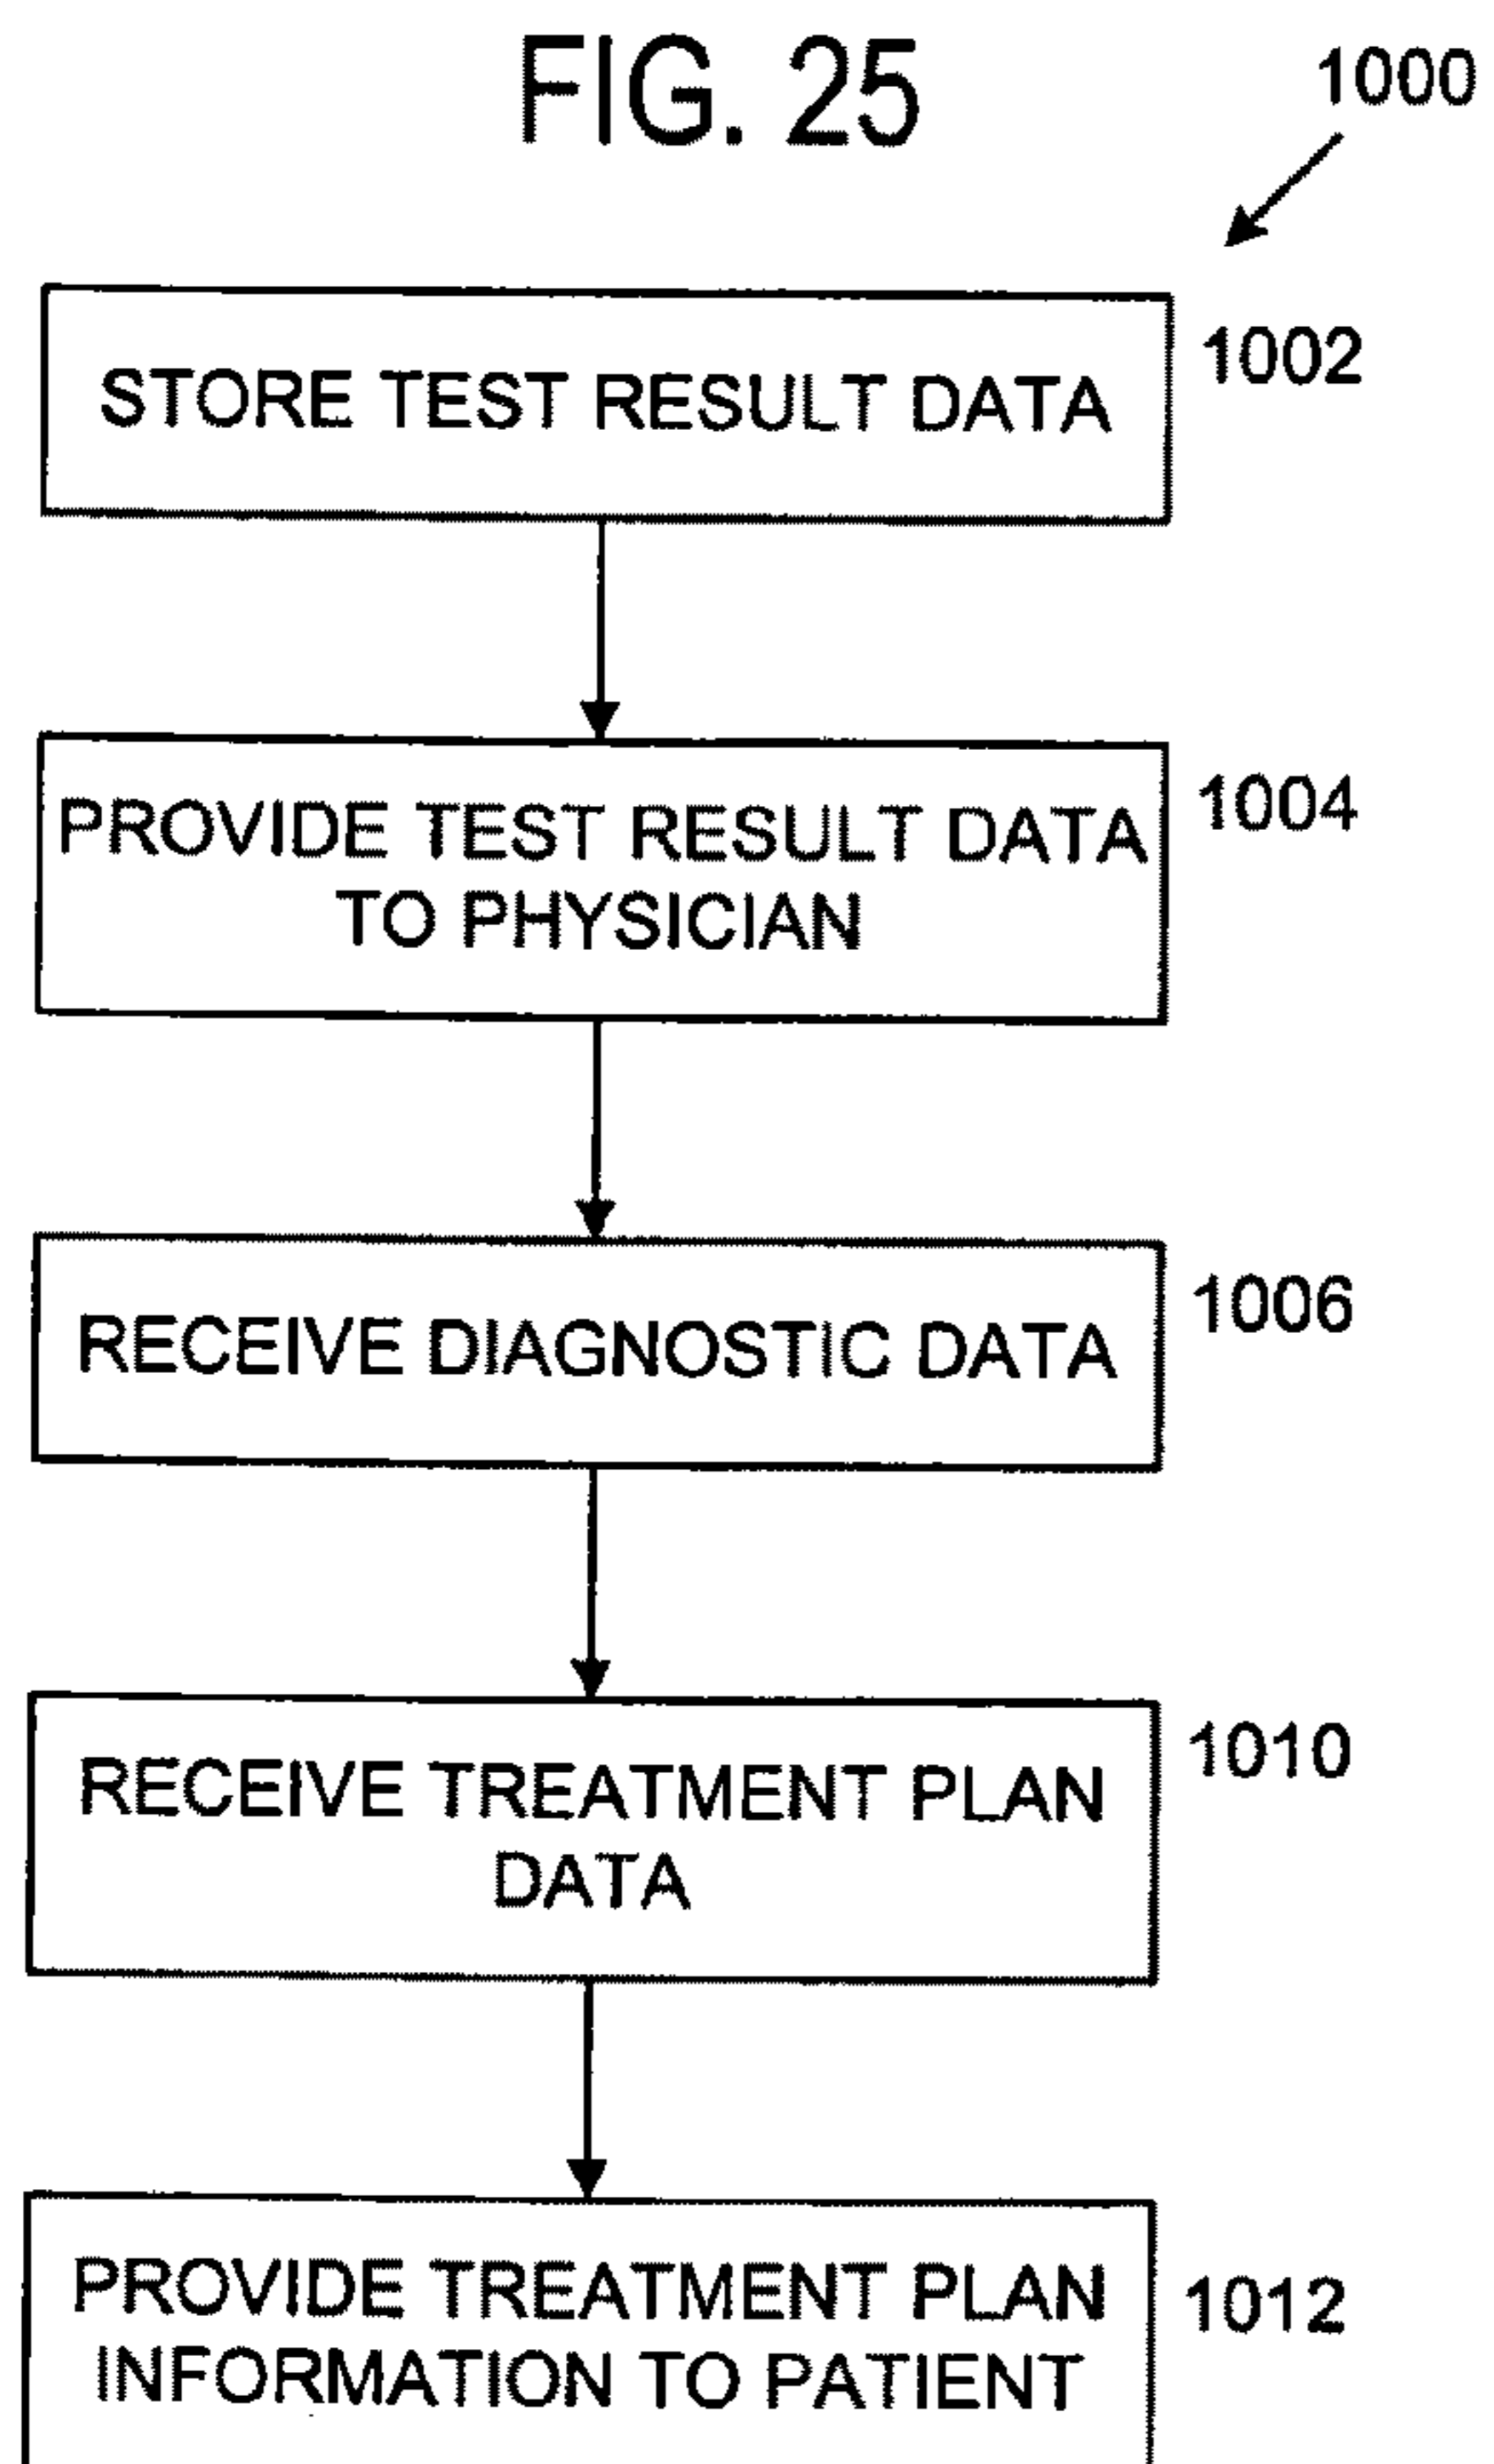 FIG. 25
1000
STORE TEST RESULT DATA
1002
PROVIDE TEST RESULT DATA
TO PHYSICIAN
1004
RECEIVE DIAGNOSTIC DATA
1006
RECEIVE TREATMENT PLAN
DATA
1010
PROVIDE TREATMENT PLAN
INFORMATION TO PATIENT
1012